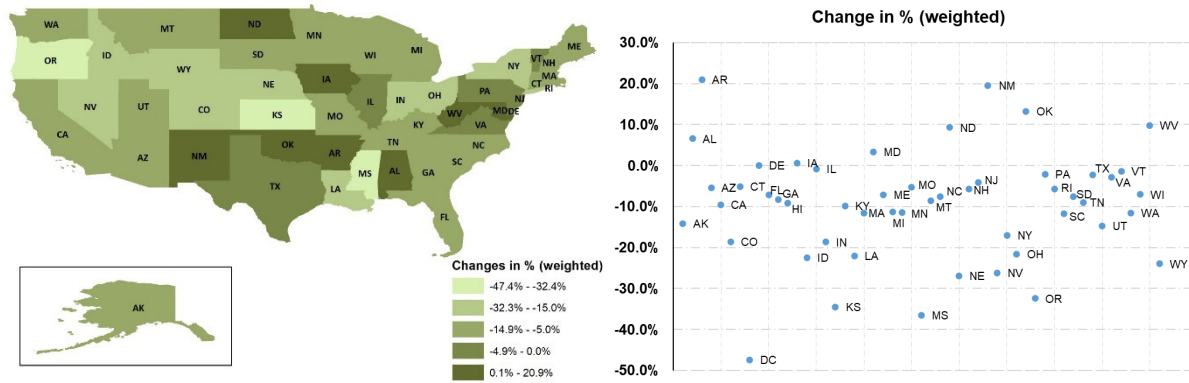 WA
MT
ND
MN
OR
ID
SD
WI
MI
ME
VT
NH
NY
MA
CT
RI
WY
NE
IA
PA
NJ
NV
UT
CO
KS
MO
IL
IN
OH
MD
DE
WV
VA
KY
CA
AZ
NM
OK
AR
TN
NC
SC
TX
LA
MS
AL
GA
FL
AK
Changes in % (weighted)
-47.4% - -32.4%
-32.3% - -15.0%
-14.9% - -5.0%
-4.9% - 0.0%
0.1% - 20.9%
Change in % (weighted)
30.0%
20.0%
10.0%
0.0%
-10.0%
-20.0%
-30.0%
-40.0%
-50.0%
AR
NM
OK
AL
ND
WV
MD
DE
IA
IL
AZ
CT
FL
GA
HI
CA
AK
CO
ID
IN
KY
MA
LA
KS
DC
ME
MI
MN
MO
MT
NC
NH
NJ
NE
MS
NY
NV
OH
OR
PA
RI
SD
SC
TN
TX
VA
VT
UT
WA
WI
WY